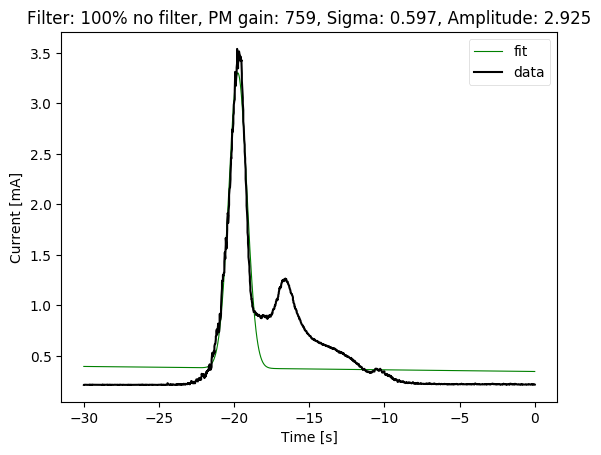 Filter: 100% no filter, PM gain: 759, Sigma: 0.597, Amplitude: 2.925
fit
data
Current [mA]
3.5
3.0
2.5
2.0
1.5
1.0
0.5
−30
−25
−20
−15
−10
−5
0
Time [s]